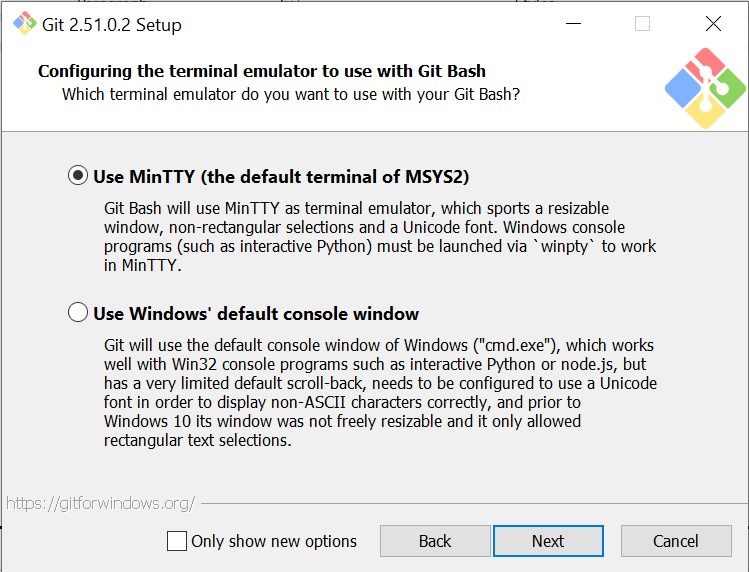 Git 2.51.0.2 Setup
Configuring the terminal emulator to use with Git Bash
Which terminal emulator do you want to use with your Git Bash?
Use MinTTY (the default terminal of MSYS2)
Git Bash will use MinTTY as terminal emulator, which sports a resizable
window, non-rectangular selections and a Unicode font. Windows console
programs (such as interactive Python) must be launched via `winpty` to work
in MinTTY.
Use Windows' default console window
Git will use the default console window of Windows ("cmd.exe"), which works
well with Win32 console programs such as interactive Python or node.js, but
has a very limited default scroll-back, needs to be configured to use a Unicode
font in order to display non-ASCII characters correctly, and prior to
Windows 10 its window was not freely resizable and it only allowed
rectangular text selections.
https://gitforwindows.org/
Only show new options
Back
Next
Cancel